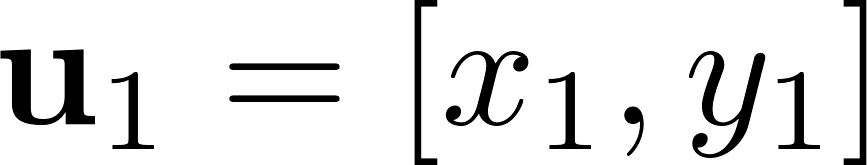 𝐮₁ = [x₁, y₁]